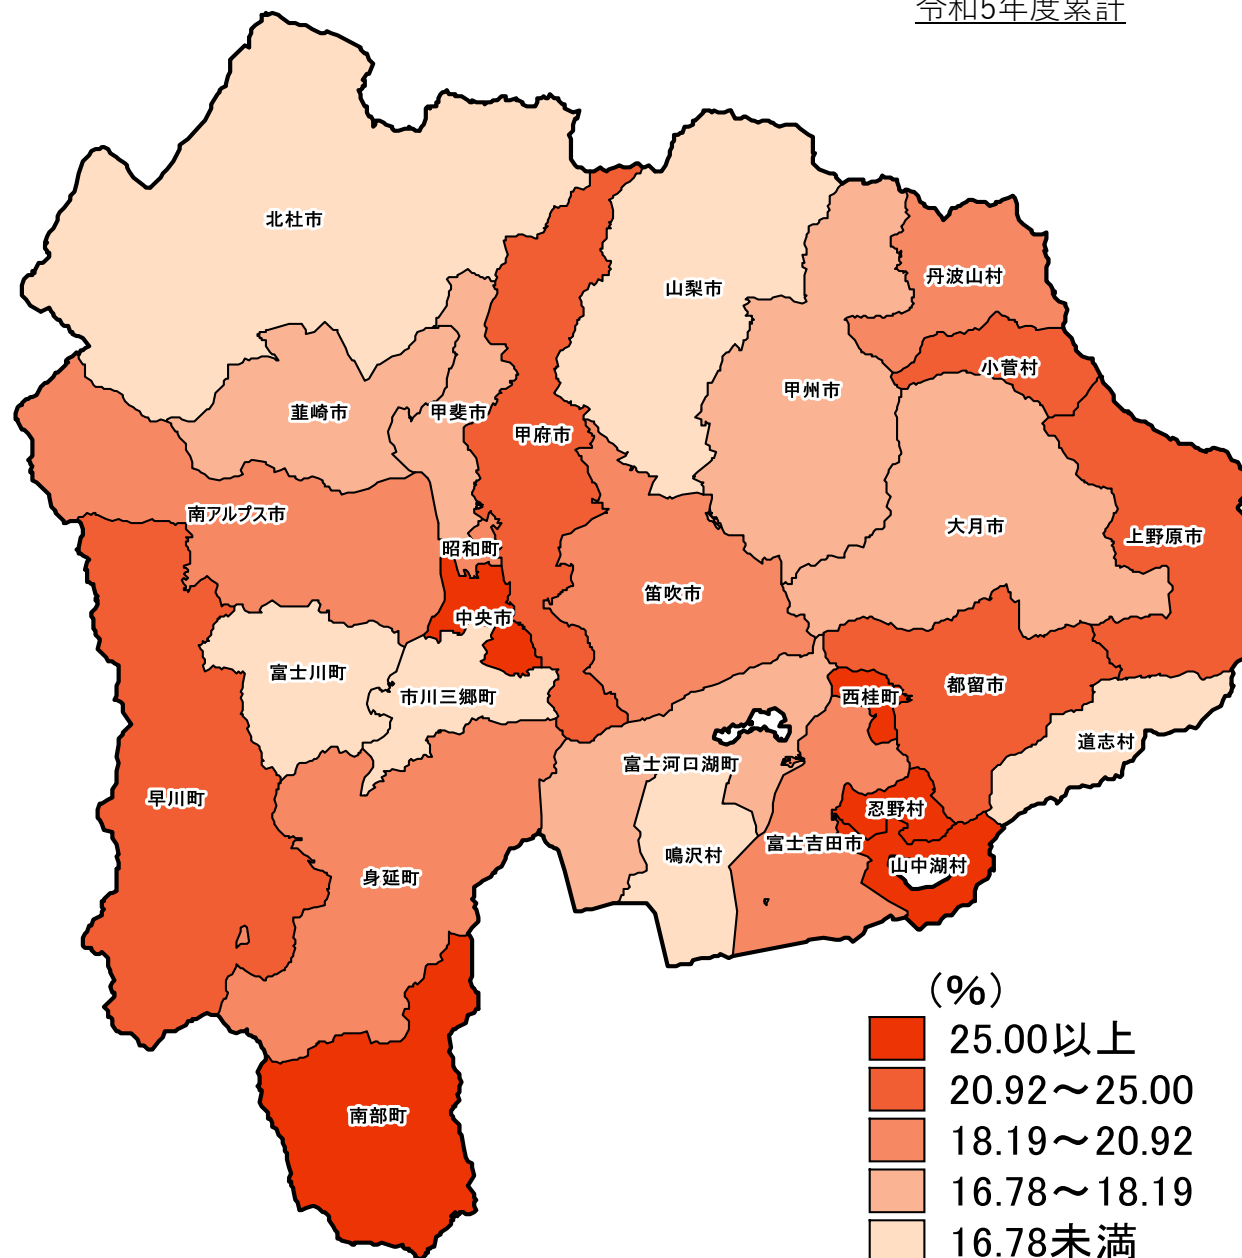 令和5年度累計
北杜市
山梨市
丹波山村
小菅村
甲州市
韮崎市
甲斐市
甲府市
南アルプス市
大月市
上野原市
昭和町
笛吹市
中央市
富士川町
市川三郷町
西桂町
都留市
道志村
富士河口湖町
早川町
忍野村
富士吉田市
鳴沢村
山中湖村
身延町
南部町
(%)
25.00以上
20.92～25.00
18.19～20.92
16.78～18.19
16.78未満